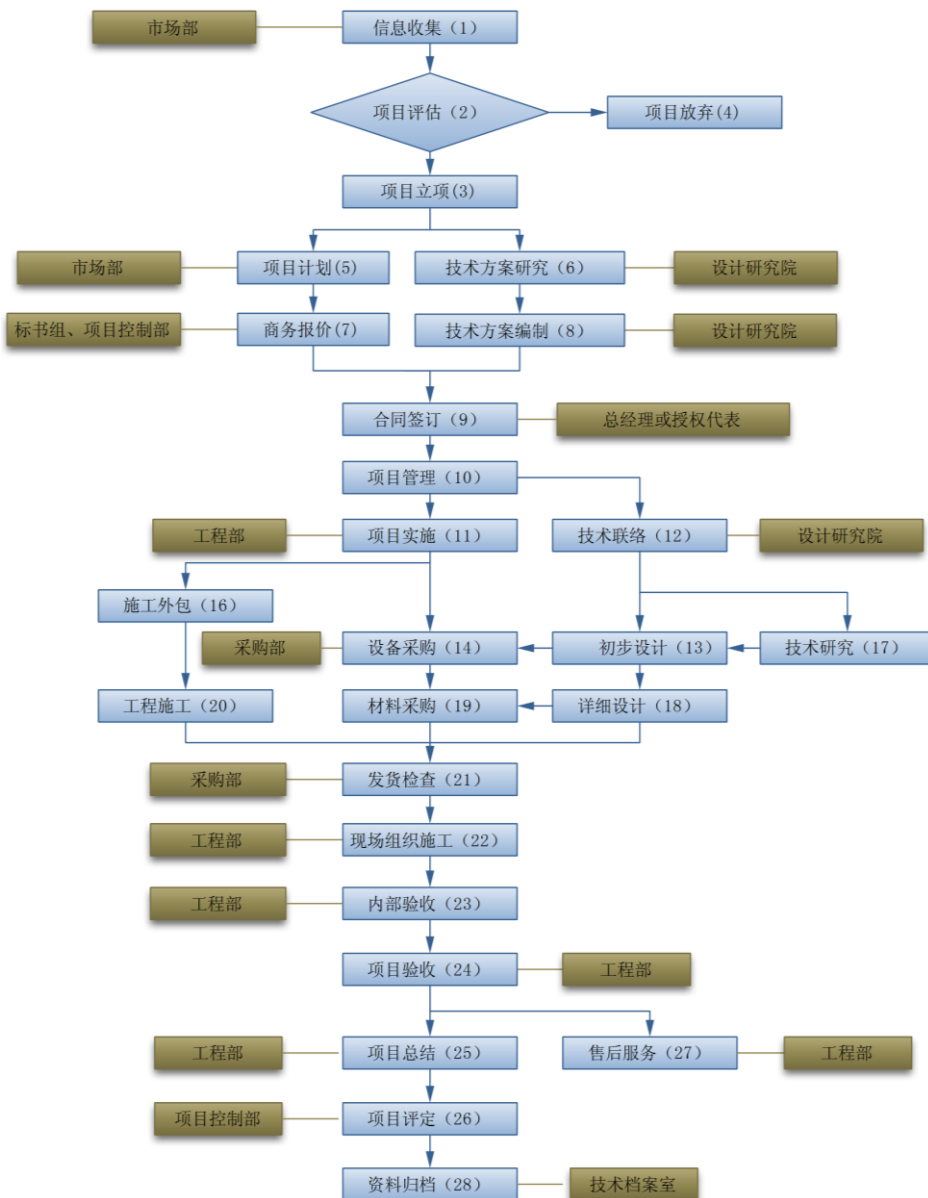 市场部
信息收集（1）
项目评估（2）
项目放弃(4)
项目立项(3)
市场部
项目计划(5)
技术方案研究（6）
设计研究院
标书组、项目控制部
商务报价(7)
技术方案编制（8）
设计研究院
合同签订（9）
总经理或授权代表
项目管理（10）
工程部
项目实施（11）
技术联络（12）
设计研究院
施工外包（16）
采购部
设备采购（14）
初步设计（13）
技术研究（17）
工程施工（20）
材料采购（19）
详细设计（18）
采购部
发货检查（21）
工程部
现场组织施工（22）
工程部
内部验收（23）
项目验收（24）
工程部
工程部
项目总结（25）
售后服务（27）
工程部
项目控制部
项目评定（26）
资料归档（28）
技术档案室